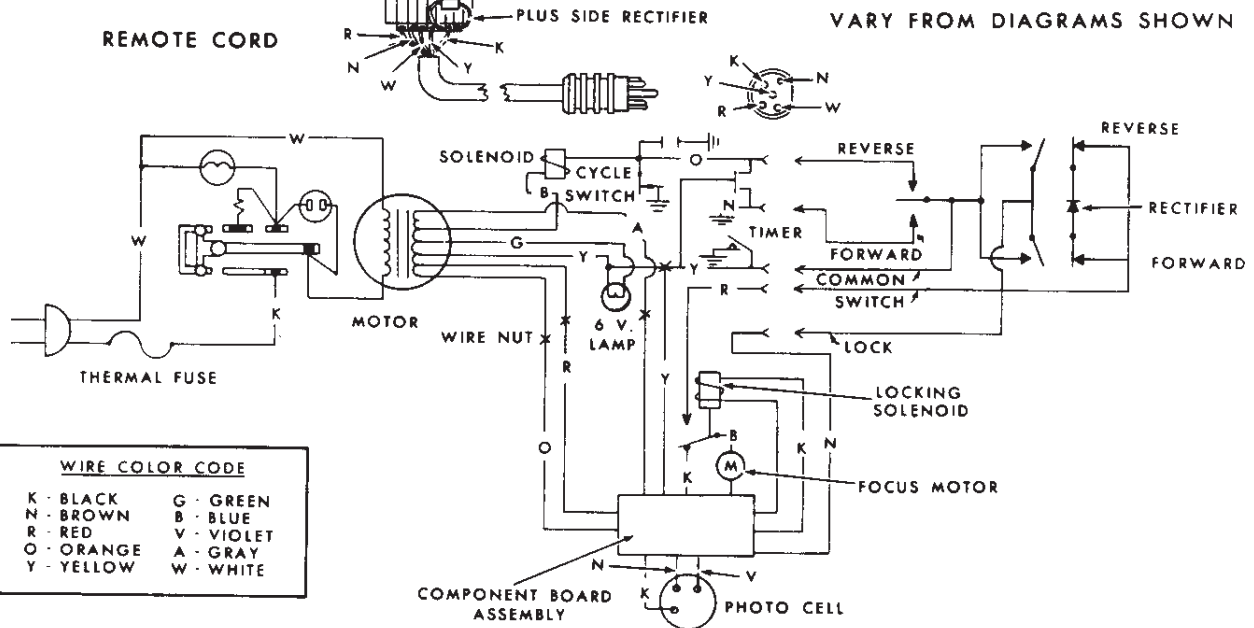 PLUS SIDE RECTIFIER
VARY FROM DIAGRAMS SHOWN
REMOTE CORD
R
K
N
Y
W
K
Y
N
R
W
W
REVERSE
REVERSE
SOLENOID
O
CYCLE
SWITCH
B
N
RECTIFIER
W
A
TIMER
G
Y
Y
FORWARD
FORWARD
COMMON
R
SWITCH
K
MOTOR
WIRE NUT
6 V.
LAMP
LOCK
THERMAL FUSE
R
Y
LOCKING
SOLENOID
O
B
K
N
M
K
FOCUS MOTOR
WIRE COLOR CODE
K - BLACK G - GREEN
N - BROWN B - BLUE
R - RED V - VIOLET
O - ORANGE A - GRAY
Y - YELLOW W - WHITE
N
V
K
COMPONENT BOARD
ASSEMBLY
PHOTO CELL